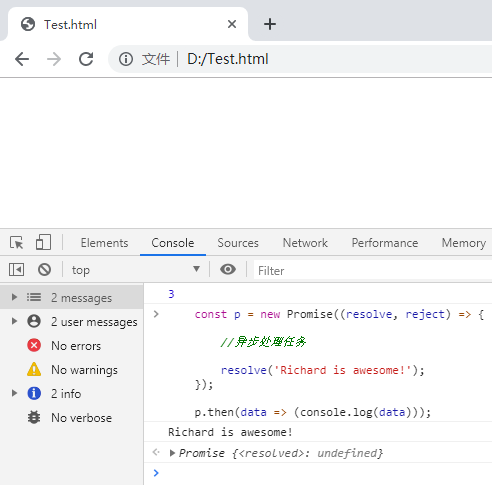 Test.html
文件 D:/Test.html
Elements Console Sources Network Performance Memory
top Filter
2 messages
2 user messages
No errors
No warnings
2 info
No verbose
3
const p = new Promise((resolve, reject) => {
//异步处理任务
resolve('Richard is awesome!');
});
p.then(data => (console.log(data)));
Richard is awesome!
Promise {<resolved>: undefined}